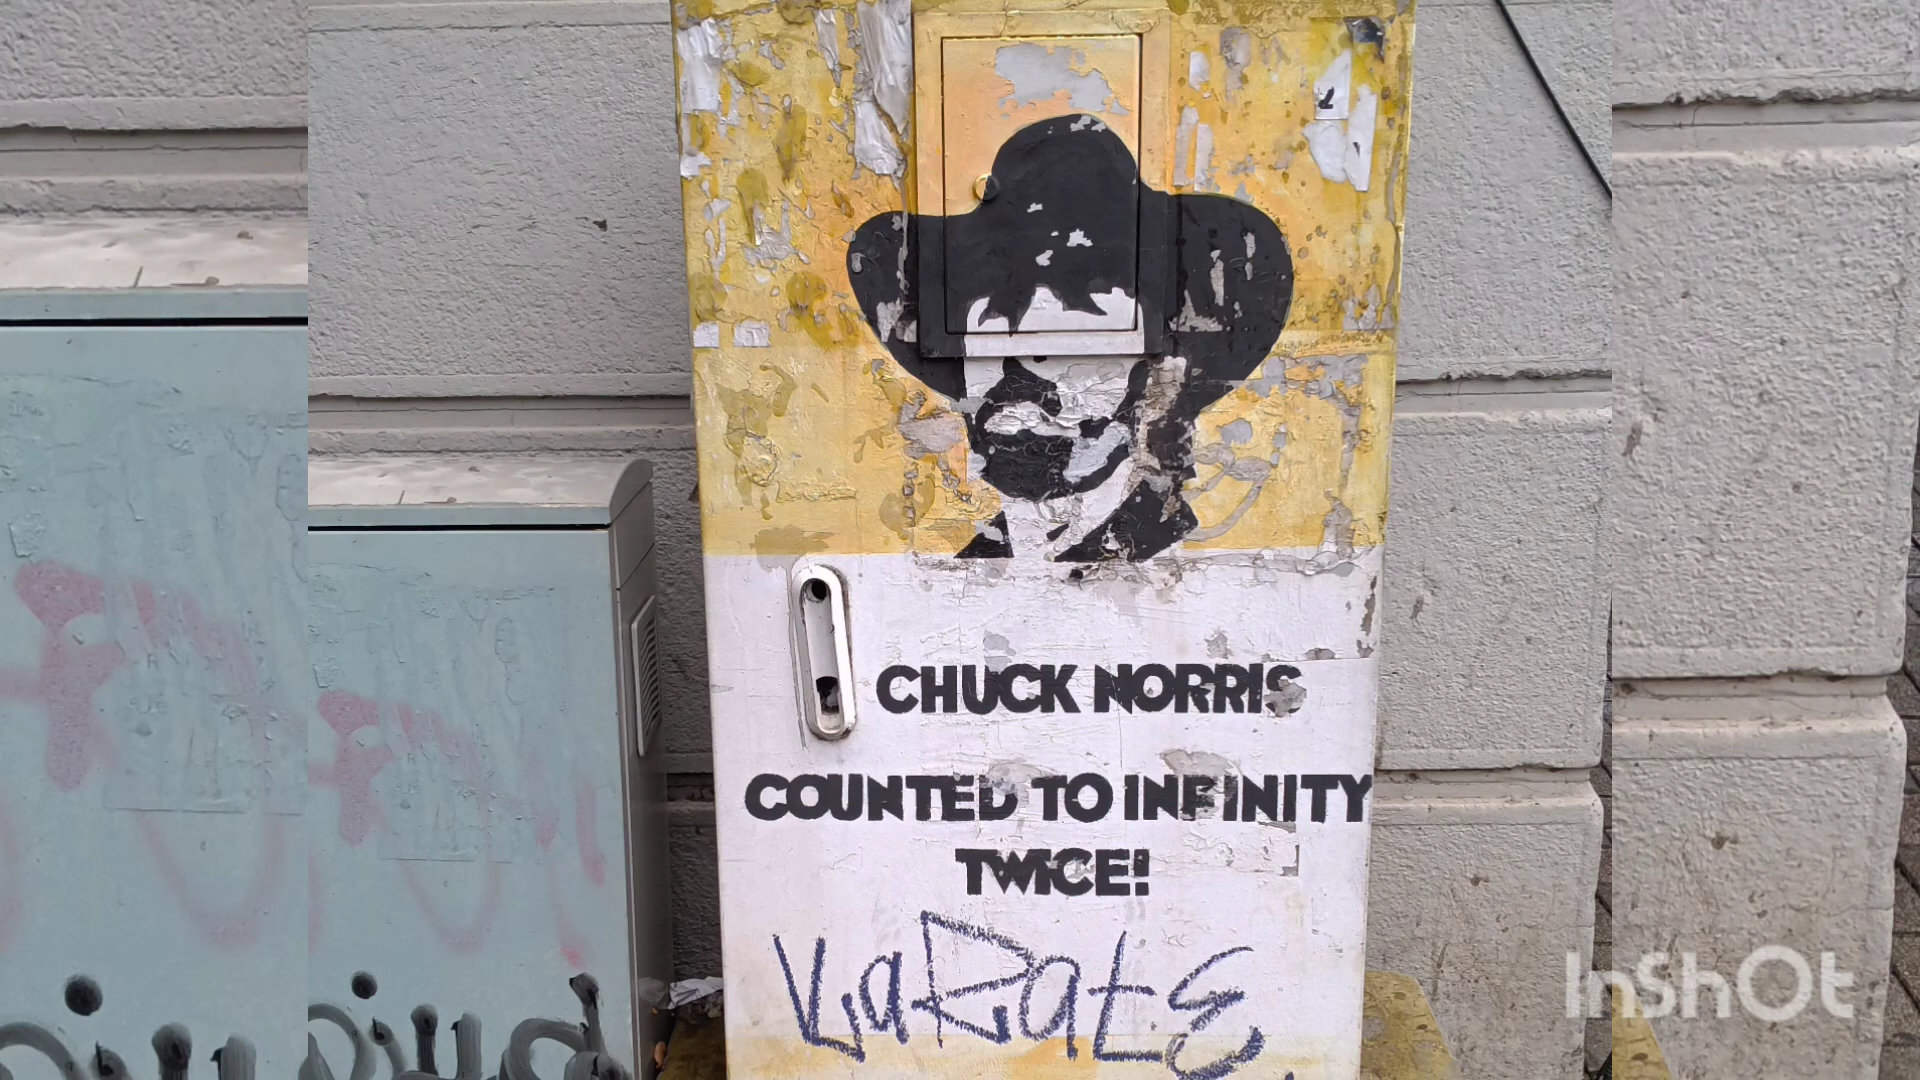 CHUCK NORRIS
COUNTED TO INFINITY
TWICE!
KaRatE
InShOt